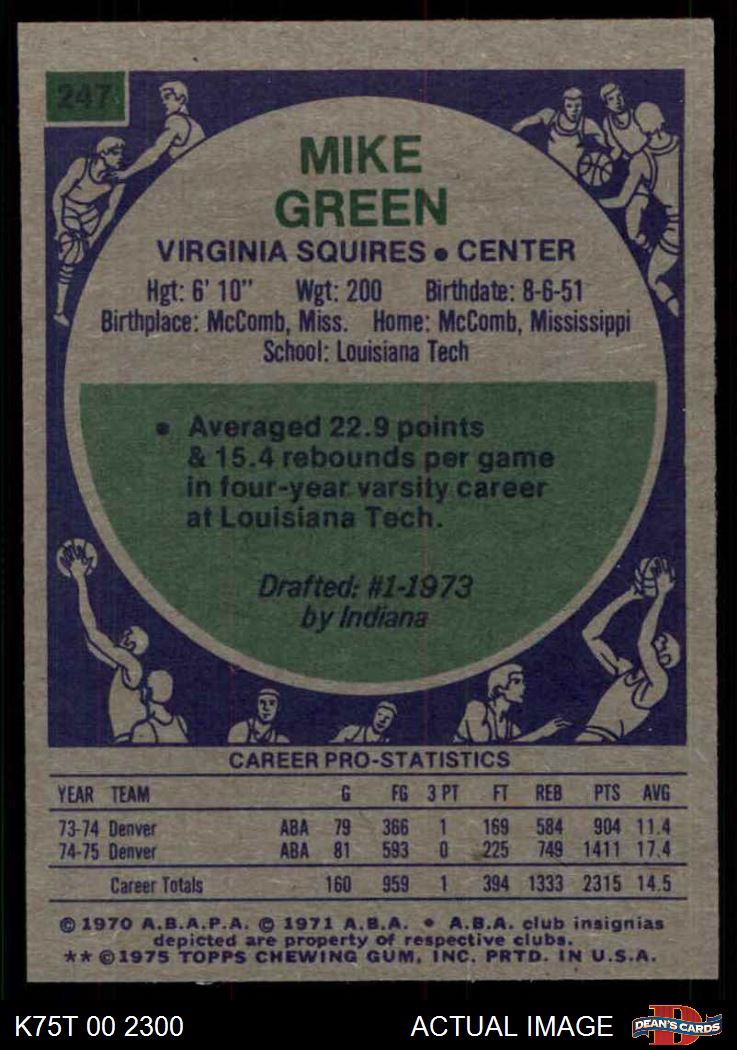 247
MIKE
GREEN
VIRGINIA SQUIRES • CENTER
Hgt: 6' 10" Wgt: 200 Birthdate: 8-6-51
Birthplace: McComb, Miss. Home: McComb, Mississippi
School: Louisiana Tech
• Averaged 22.9 points
& 15.4 rebounds per game
in four-year varsity career
at Louisiana Tech.
Drafted: #1-1973
by Indiana
CAREER PRO-STATISTICS
YEAR TEAM G FG 3 PT FT REB PTS AVG
73-74 Denver ABA 79 366 1 169 584 904 11.4
74-75 Denver ABA 81 593 0 225 749 1411 17.4
Career Totals 160 959 1 394 1333 2315 14.5
© 1970 A.B.A.P.A. © 1971 A.B.A. • A.B.A. club insignias
depicted are property of respective clubs.
** © 1975 TOPPS CHEWING GUM, INC. PRTD. IN U.S.A.
K75T 00 2300 ACTUAL IMAGE D DEAN'S CARDS